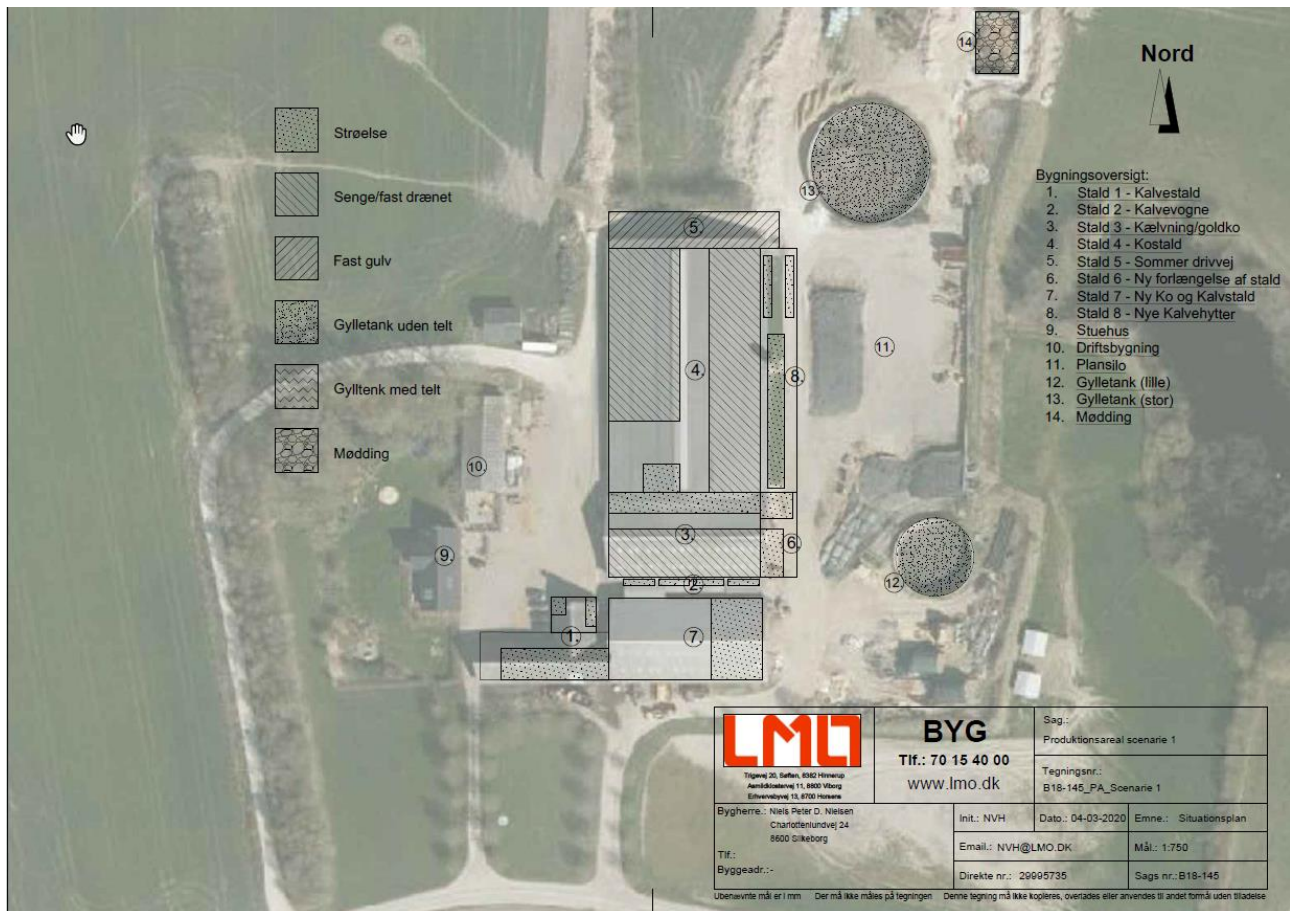 Nord
Strøelse
Senge/fast drænet
Fast gulv
Gylletank uden telt
Gylltenk med telt
Mødding
Bygningsoversigt:
1. Stald 1 - Kalvestald
2. Stald 2 - Kalvevogne
3. Stald 3 - Kælvning/goldko
4. Stald 4 - Kostald
5. Stald 5 - Sommer drivvej
6. Stald 6 - Ny forlængelse af stald
7. Stald 7 - Ny Ko og Kalvstald
8. Stald 8 - Nye Kalvehytter
9. Stuehus
10. Driftsbygning
11. Plansilo
12. Gylletank (lille)
13. Gylletank (stor)
14. Mødding
14.
13.
5.
4.
8.
11.
10.
3.
6.
9.
2.
12.
1.
7.
LMO
Trigevej 20, Søften, 8382 Hinnerup
Asmildklostervej 11, 8800 Viborg
Erhvervsbyvej 13, 8700 Horsens
BYG
Tlf.: 70 15 40 00
www.lmo.dk
Sag.:
Produktionsareal scenarie 1
Tegningsnr.:
B18-145_PA_Scenarie 1
Bygherre.: Niels Peter D. Nielsen
Charlottenlundvej 24
8600 Silkeborg
Tlf.:
Byggeadr.:-
Init.: NVH
Dato.: 04-03-2020
Emne.: Situationsplan
Email.: NVH@LMO.DK
Mål.: 1:750
Direkte nr.: 29995735
Sags nr.:B18-145
Ubenævnte mål er i mm Der må ikke måles på tegningen Denne tegning må ikke kopieres, overlades eller anvendes til andet formål uden tilladelse